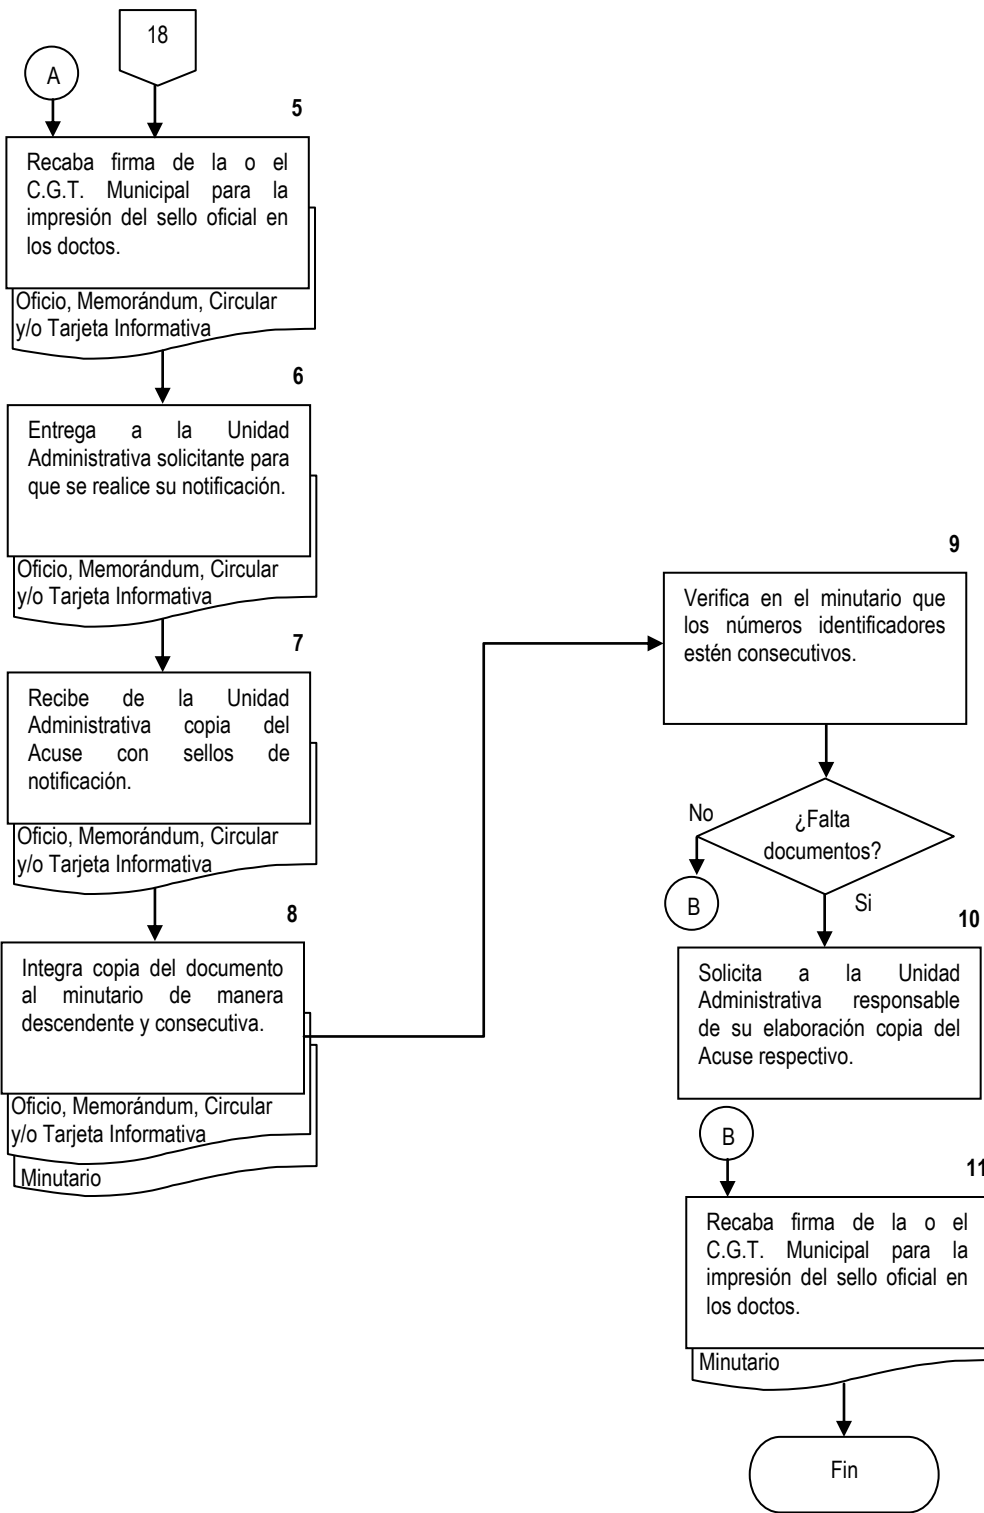 18
A
5
Recaba firma de la o el
C.G.T. Municipal para la
impresión del sello oficial en
los doctos.
Oficio, Memorándum, Circular
y/o Tarjeta Informativa
6
Entrega a la Unidad
Administrativa solicitante para
que se realice su notificación.
Oficio, Memorándum, Circular
y/o Tarjeta Informativa
7
Recibe de la Unidad
Administrativa copia del
Acuse con sellos de
notificación.
Oficio, Memorándum, Circular
y/o Tarjeta Informativa
8
Integra copia del documento
al minutario de manera
descendente y consecutiva.
Oficio, Memorándum, Circular
y/o Tarjeta Informativa
Minutario
9
Verifica en el minutario que
los números identificadores
estén consecutivos.
¿Falta
documentos?
No
B
Si
10
Solicita a la Unidad
Administrativa responsable
de su elaboración copia del
Acuse respectivo.
B
11
Recaba firma de la o el
C.G.T. Municipal para la
impresión del sello oficial en
los doctos.
Minutario
Fin